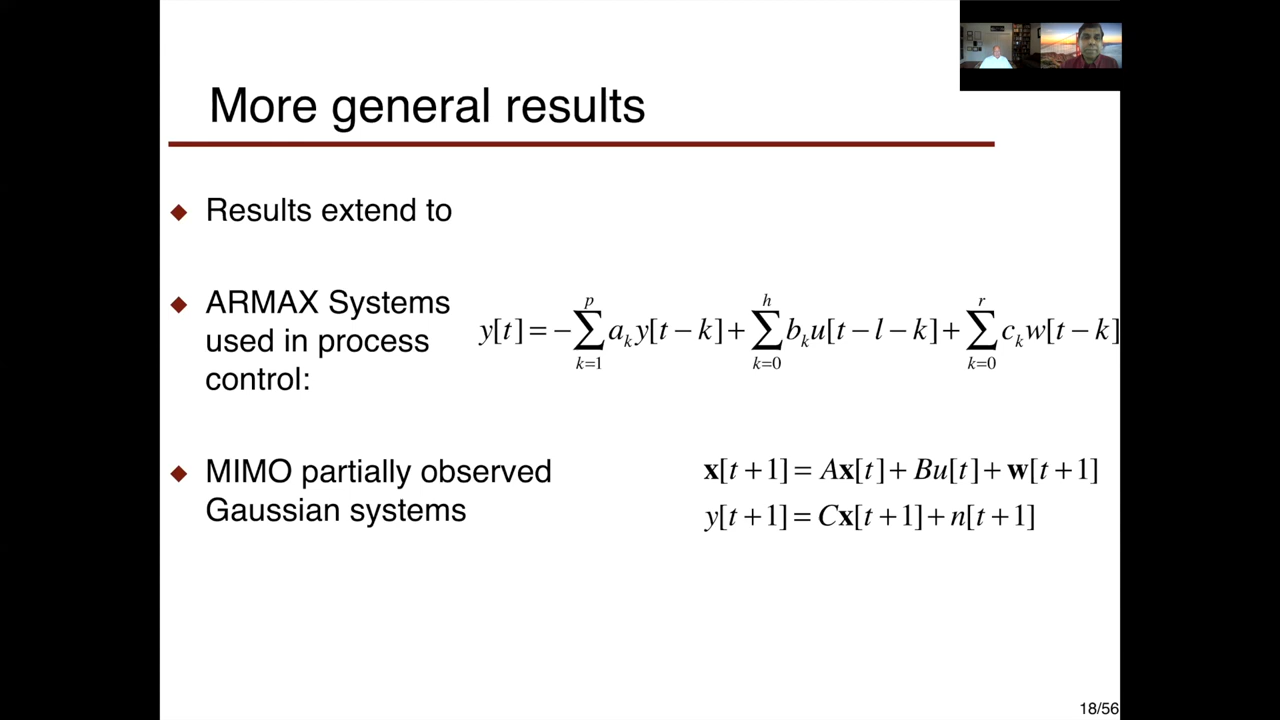 More general results
Results extend to
ARMAX Systems
used in process
control:
y[t] = −∑_{k=1}^{p} a_k y[t − k] + ∑_{k=0}^{h} b_k u[t − l − k] + ∑_{k=0}^{r} c_k w[t − k]
MIMO partially observed
Gaussian systems
x[t + 1] = Ax[t] + Bu[t] + w[t + 1]
y[t + 1] = Cx[t + 1] + n[t + 1]
18/56